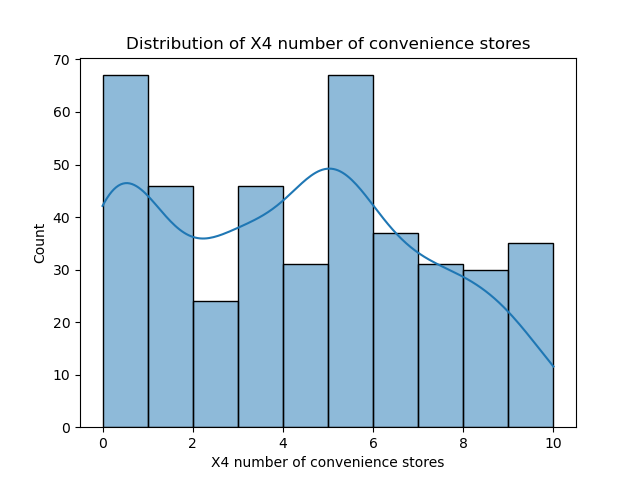 Distribution of X4 number of convenience stores
70
60
50
40
30
20
10
0
Count
0 2 4 6 8 10
X4 number of convenience stores